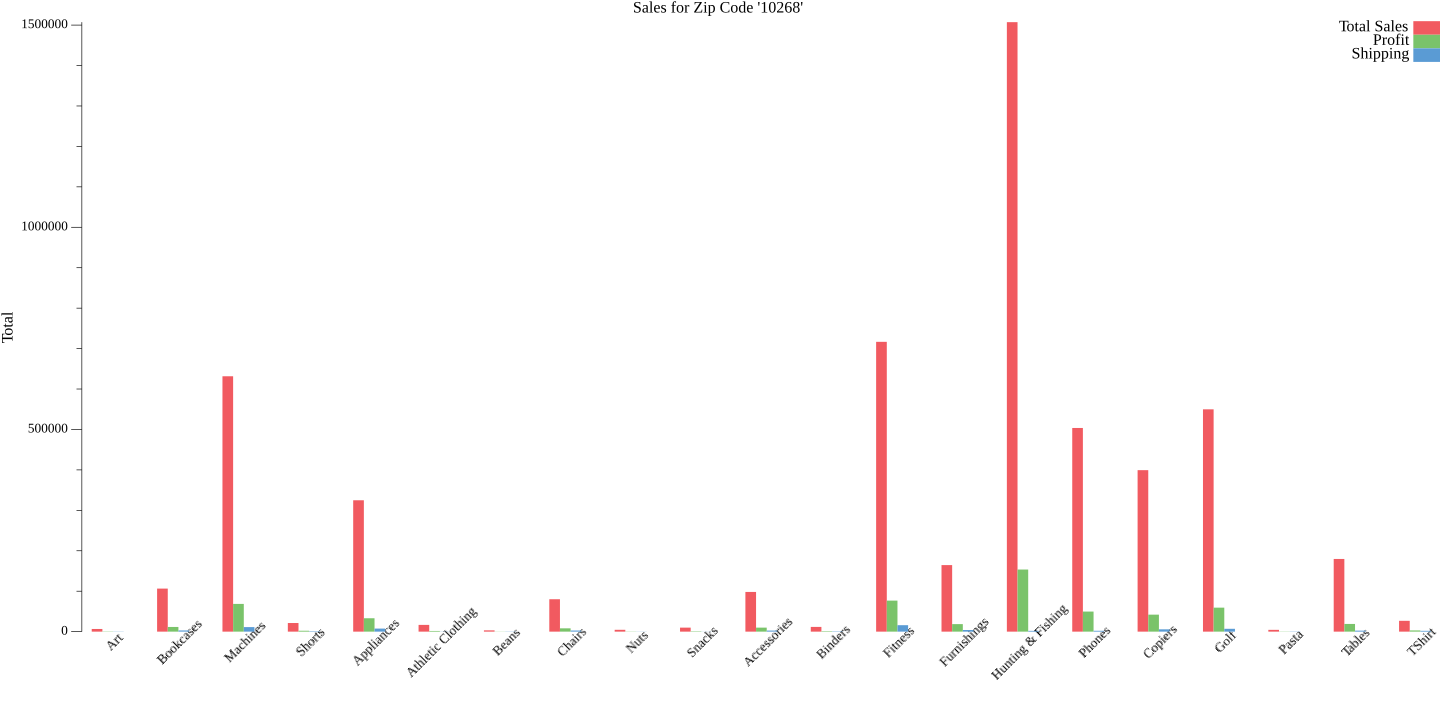 Sales for Zip Code '10268'
Total Sales
Profit
Shipping
Total
1500000
1000000
500000
0
Art
Bookcases
Machines
Shorts
Appliances
Athletic Clothing
Beans
Chairs
Nuts
Snacks
Accessories
Binders
Fitness
Furnishings
Hunting & Fishing
Phones
Copiers
Golf
Pasta
Tables
TShirt